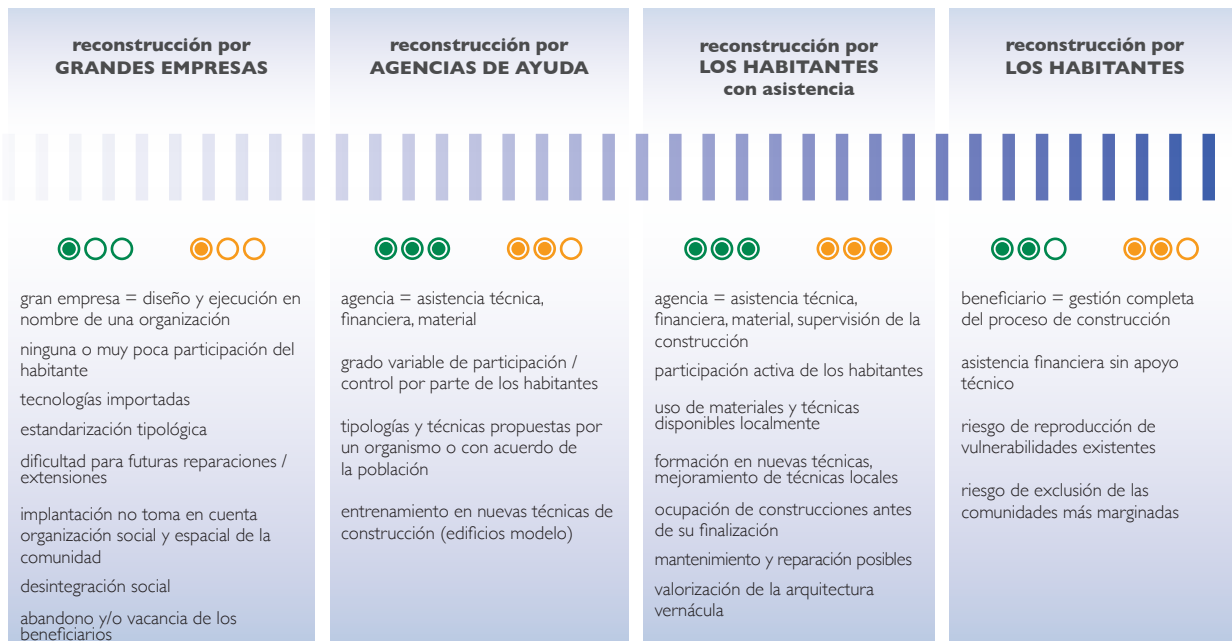 reconstrucción por
GRANDES EMPRESAS
gran empresa = diseño y ejecución en
nombre de una organización
ninguna o muy poca participación del
habitante
tecnologías importadas
estandarización tipológica
dificultad para futuras reparaciones /
extensiones
implantación no toma en cuenta
organización social y espacial de la
comunidad
desintegración social
abandono y/o vacancia de los
beneficiarios
reconstrucción por
AGENCIAS DE AYUDA
agencia = asistencia técnica,
financiera, material
grado variable de participación /
control por parte de los habitantes
tipologías y técnicas propuestas por
un organismo o con acuerdo de
la población
entrenamiento en nuevas técnicas de
construcción (edificios modelo)
reconstrucción por
LOS HABITANTES
con asistencia
agencia = asistencia técnica,
financiera, material, supervisión de la
construcción
participación activa de los habitantes
uso de materiales y técnicas
disponibles localmente
formación en nuevas técnicas,
mejoramiento de técnicas locales
ocupación de construcciones antes
de su finalización
mantenimiento y reparación posibles
valorización de la arquitectura
vernácula
reconstrucción por
LOS HABITANTES
beneficiario = gestión completa
del proceso de construcción
asistencia financiera sin apoyo
técnico
riesgo de reproducción de
vulnerabilidades existentes
riesgo de exclusión de las
comunidades más marginadas